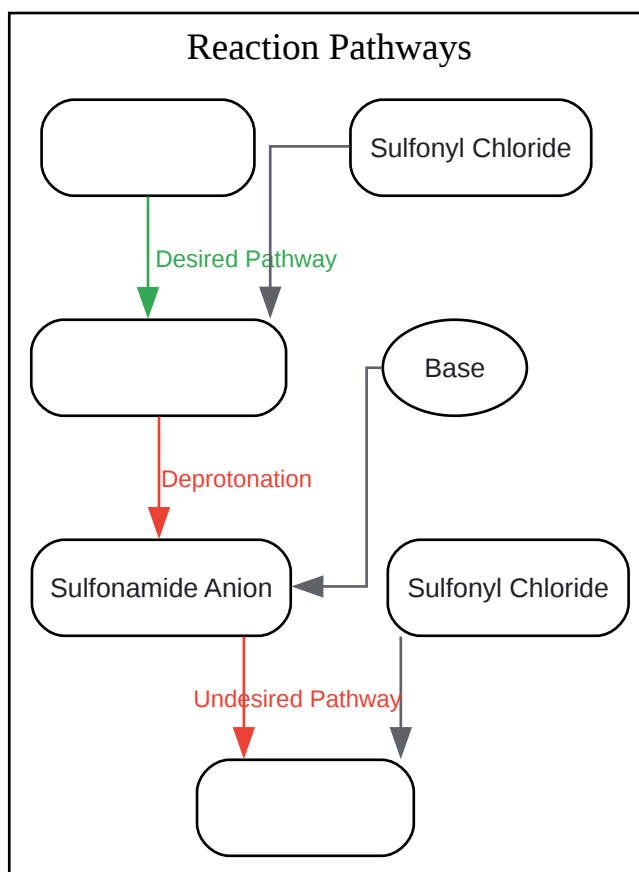 Reaction Pathways
Sulfonyl Chloride
Desired Pathway
Base
Deprotonation
Sulfonamide Anion
Sulfonyl Chloride
Undesired Pathway